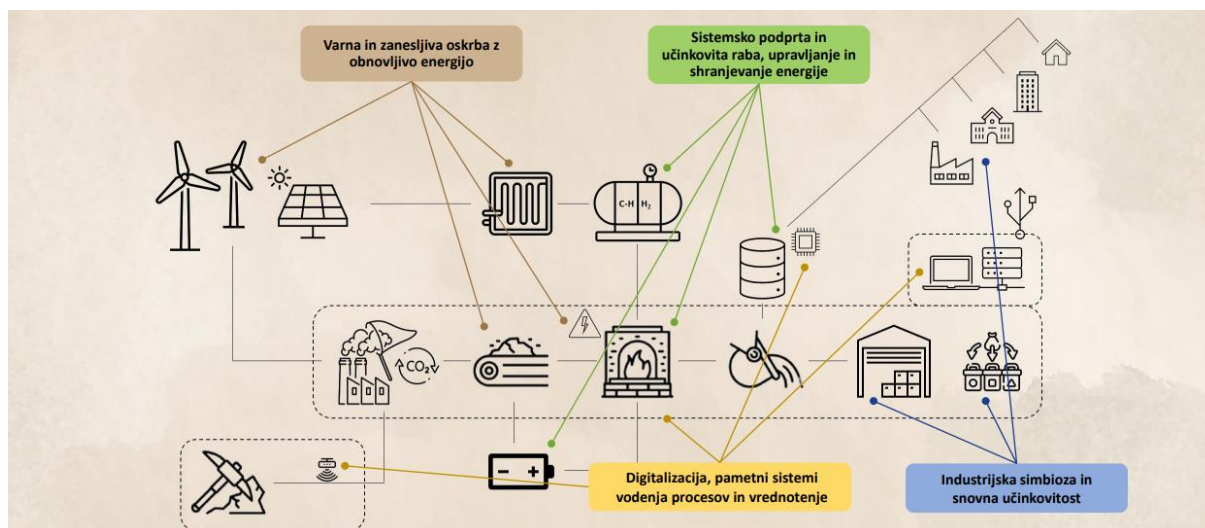 Varna in zanesljiva oskrba z
obnovljivo energijo
Sistemsko podprta in
učinkovita raba, upravljanje in
shranjevanje energije
C-H H₂
CO₂
Digitalizacija, pametni sistemi
vodenja procesov in vrednotenje
Industrijska simbioza in
snovna učinkovitost